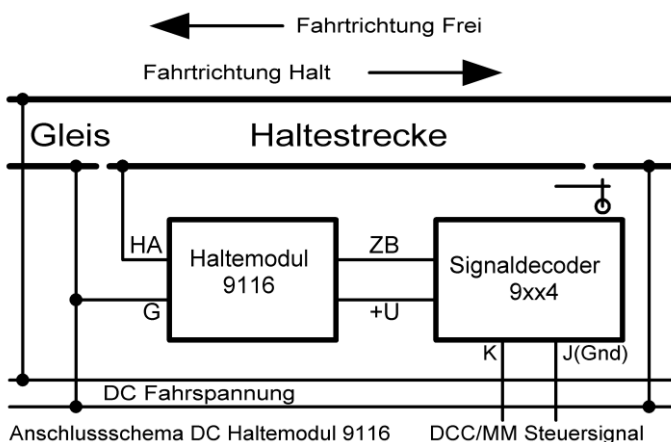 Fahrtrichtung Frei
Fahrtrichtung Halt
Gleis
Haltestrecke
HA
Haltemodul
9116
ZB
Signaldecoder
9xx4
G
+U
K
J(Gnd)
DC Fahrspannung
Anschlussschema DC Haltemodul 9116
DCC/MM Steuersignal